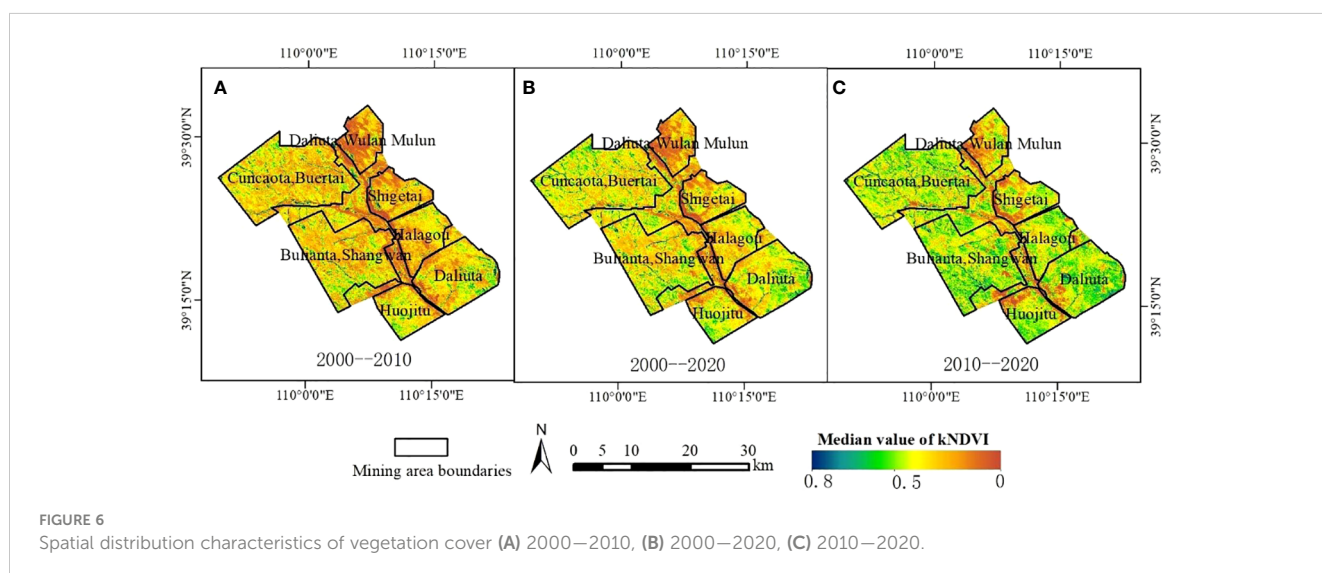 110°0'0"E 110°15'0"E 110°0'0"E 110°15'0"E 110°0'0"E 110°15'0"E
A B C
39°30'0"N 39°15'0"N
Daliuta Wulan Mulun
Cuncaota,Buertai
Shigetai
Halagou
Bulianta,Shangwan
Daliuta
Huojitu
2000--2010
Daliuta Wulan Mulun
Cuncaota,Buertai
Shigetai
Halagou
Bulianta,Shangwan
Daliuta
Huojitu
2000--2020
Daliuta Wulan Mulun
Cuncaota,Buertai
Shigetai
Halagou
Bulianta,Shangwan
Daliuta
Huojitu
2010--2020
39°30'0"N 39°15'0"N
110°0'0"E 110°15'0"E 110°0'0"E 110°15'0"E 110°0'0"E 110°15'0"E
Mining area boundaries
N
0 5 10 20 30
km
Median value of kNDVI
0.8 0.5 0
FIGURE 6
Spatial distribution characteristics of vegetation cover (A) 2000—2010, (B) 2000—2020, (C) 2010—2020.